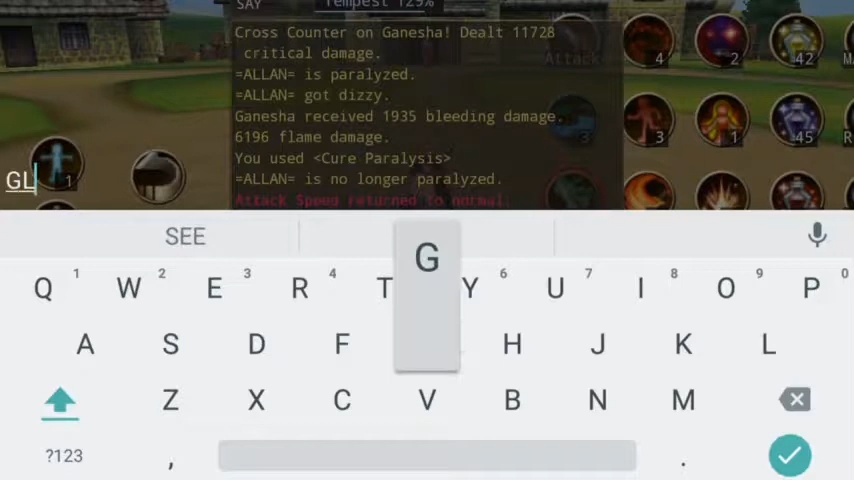 SAY
Tempest 129%
Cross Counter on Ganesha! Dealt 11728
critical damage.
=ALLAN= is paralyzed.
=ALLAN= got dizzy.
Ganesha received 1935 bleeding damage.
6196 flame damage.
You used <Cure Paralysis>
=ALLAN= is no longer paralyzed.
Attack Speed returned to normal.
Attack 4 2 42
3 3 1 45
1
GL
SEE
G
Q 1 W 2 E 3 R 4 T Y 6 U 7 I 8 O 9 P 0
A S D F H J K L
Z X C V B N M
?123 , .